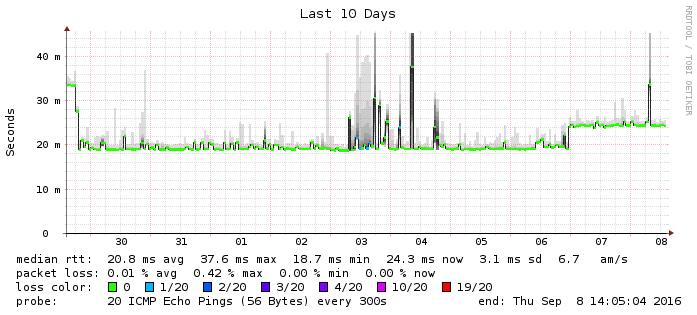 Last 10 Days
RRDTOOL / TOBI OETIKER
Seconds
40 m
30 m
20 m
10 m
0
30 31 01 02 03 04 05 06 07 08
median rtt: 20.8 ms avg 37.6 ms max 18.7 ms min 24.3 ms now 3.1 ms sd 6.7 am/s
packet loss: 0.01 % avg 0.42 % max 0.00 % min 0.00 % now
loss color: 0 1/20 2/20 3/20 4/20 10/20 19/20
probe: 20 ICMP Echo Pings (56 Bytes) every 300s end: Thu Sep 8 14:05:04 2016